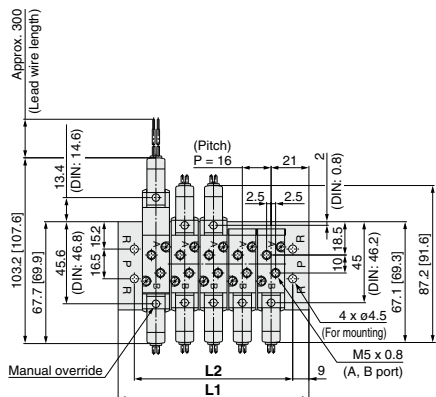 Approx. 300
(Lead wire length)
13.4
(DIN: 14.6)
(Pitch)
P = 16
21
2
(DIN: 0.8)
2.5
2.5
103.2 [107.6]
67.7 [69.9]
45.6
(DIN: 46.8)
15.2
16.5
R
P
R
A
A
A
A
A
B
B
B
B
B
R
P
R
18.5
10
45
(DIN: 46.2)
67.1 [69.3]
87.2 [91.6]
4 x ø4.5
(For mounting)
Manual override
M5 x 0.8
(A, B port)
L2
9
L1